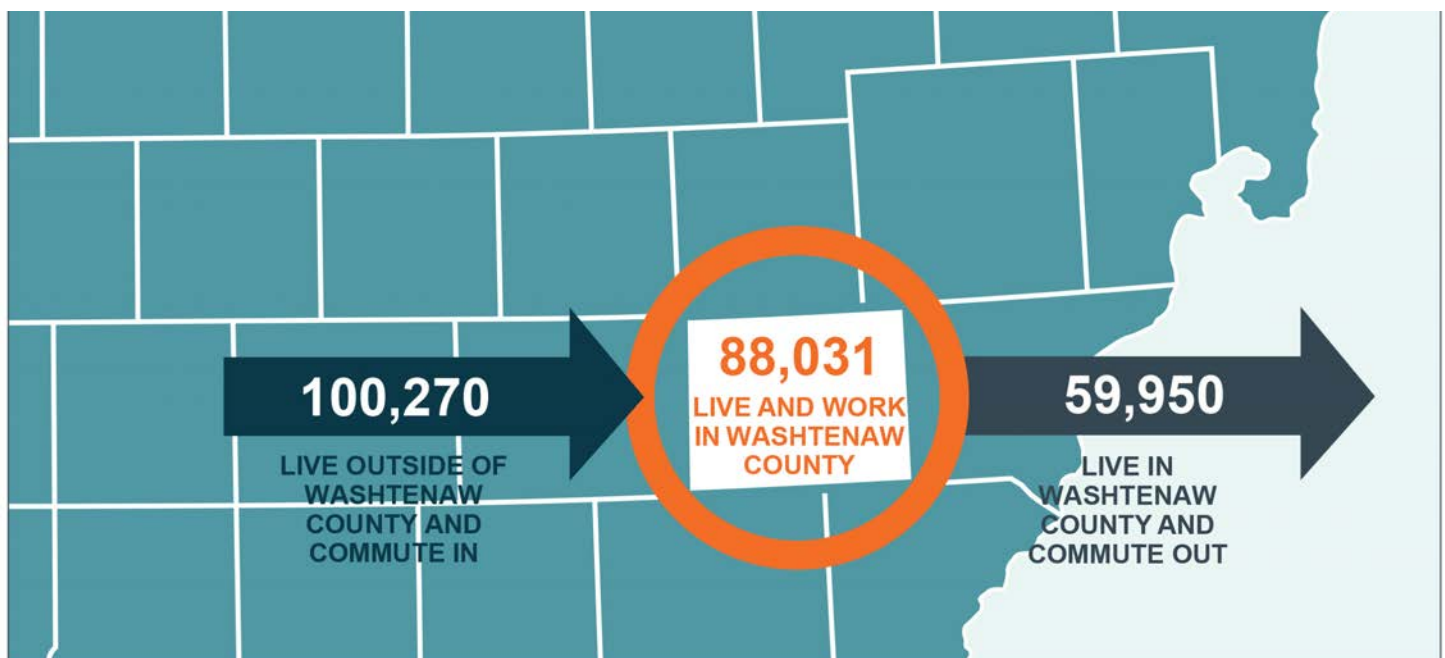 100,270
LIVE OUTSIDE OF
WASHTENAW
COUNTY AND
COMMUTE IN
88,031
LIVE AND WORK
IN WASHTENAW
COUNTY
59,950
LIVE IN
WASHTENAW
COUNTY AND
COMMUTE OUT